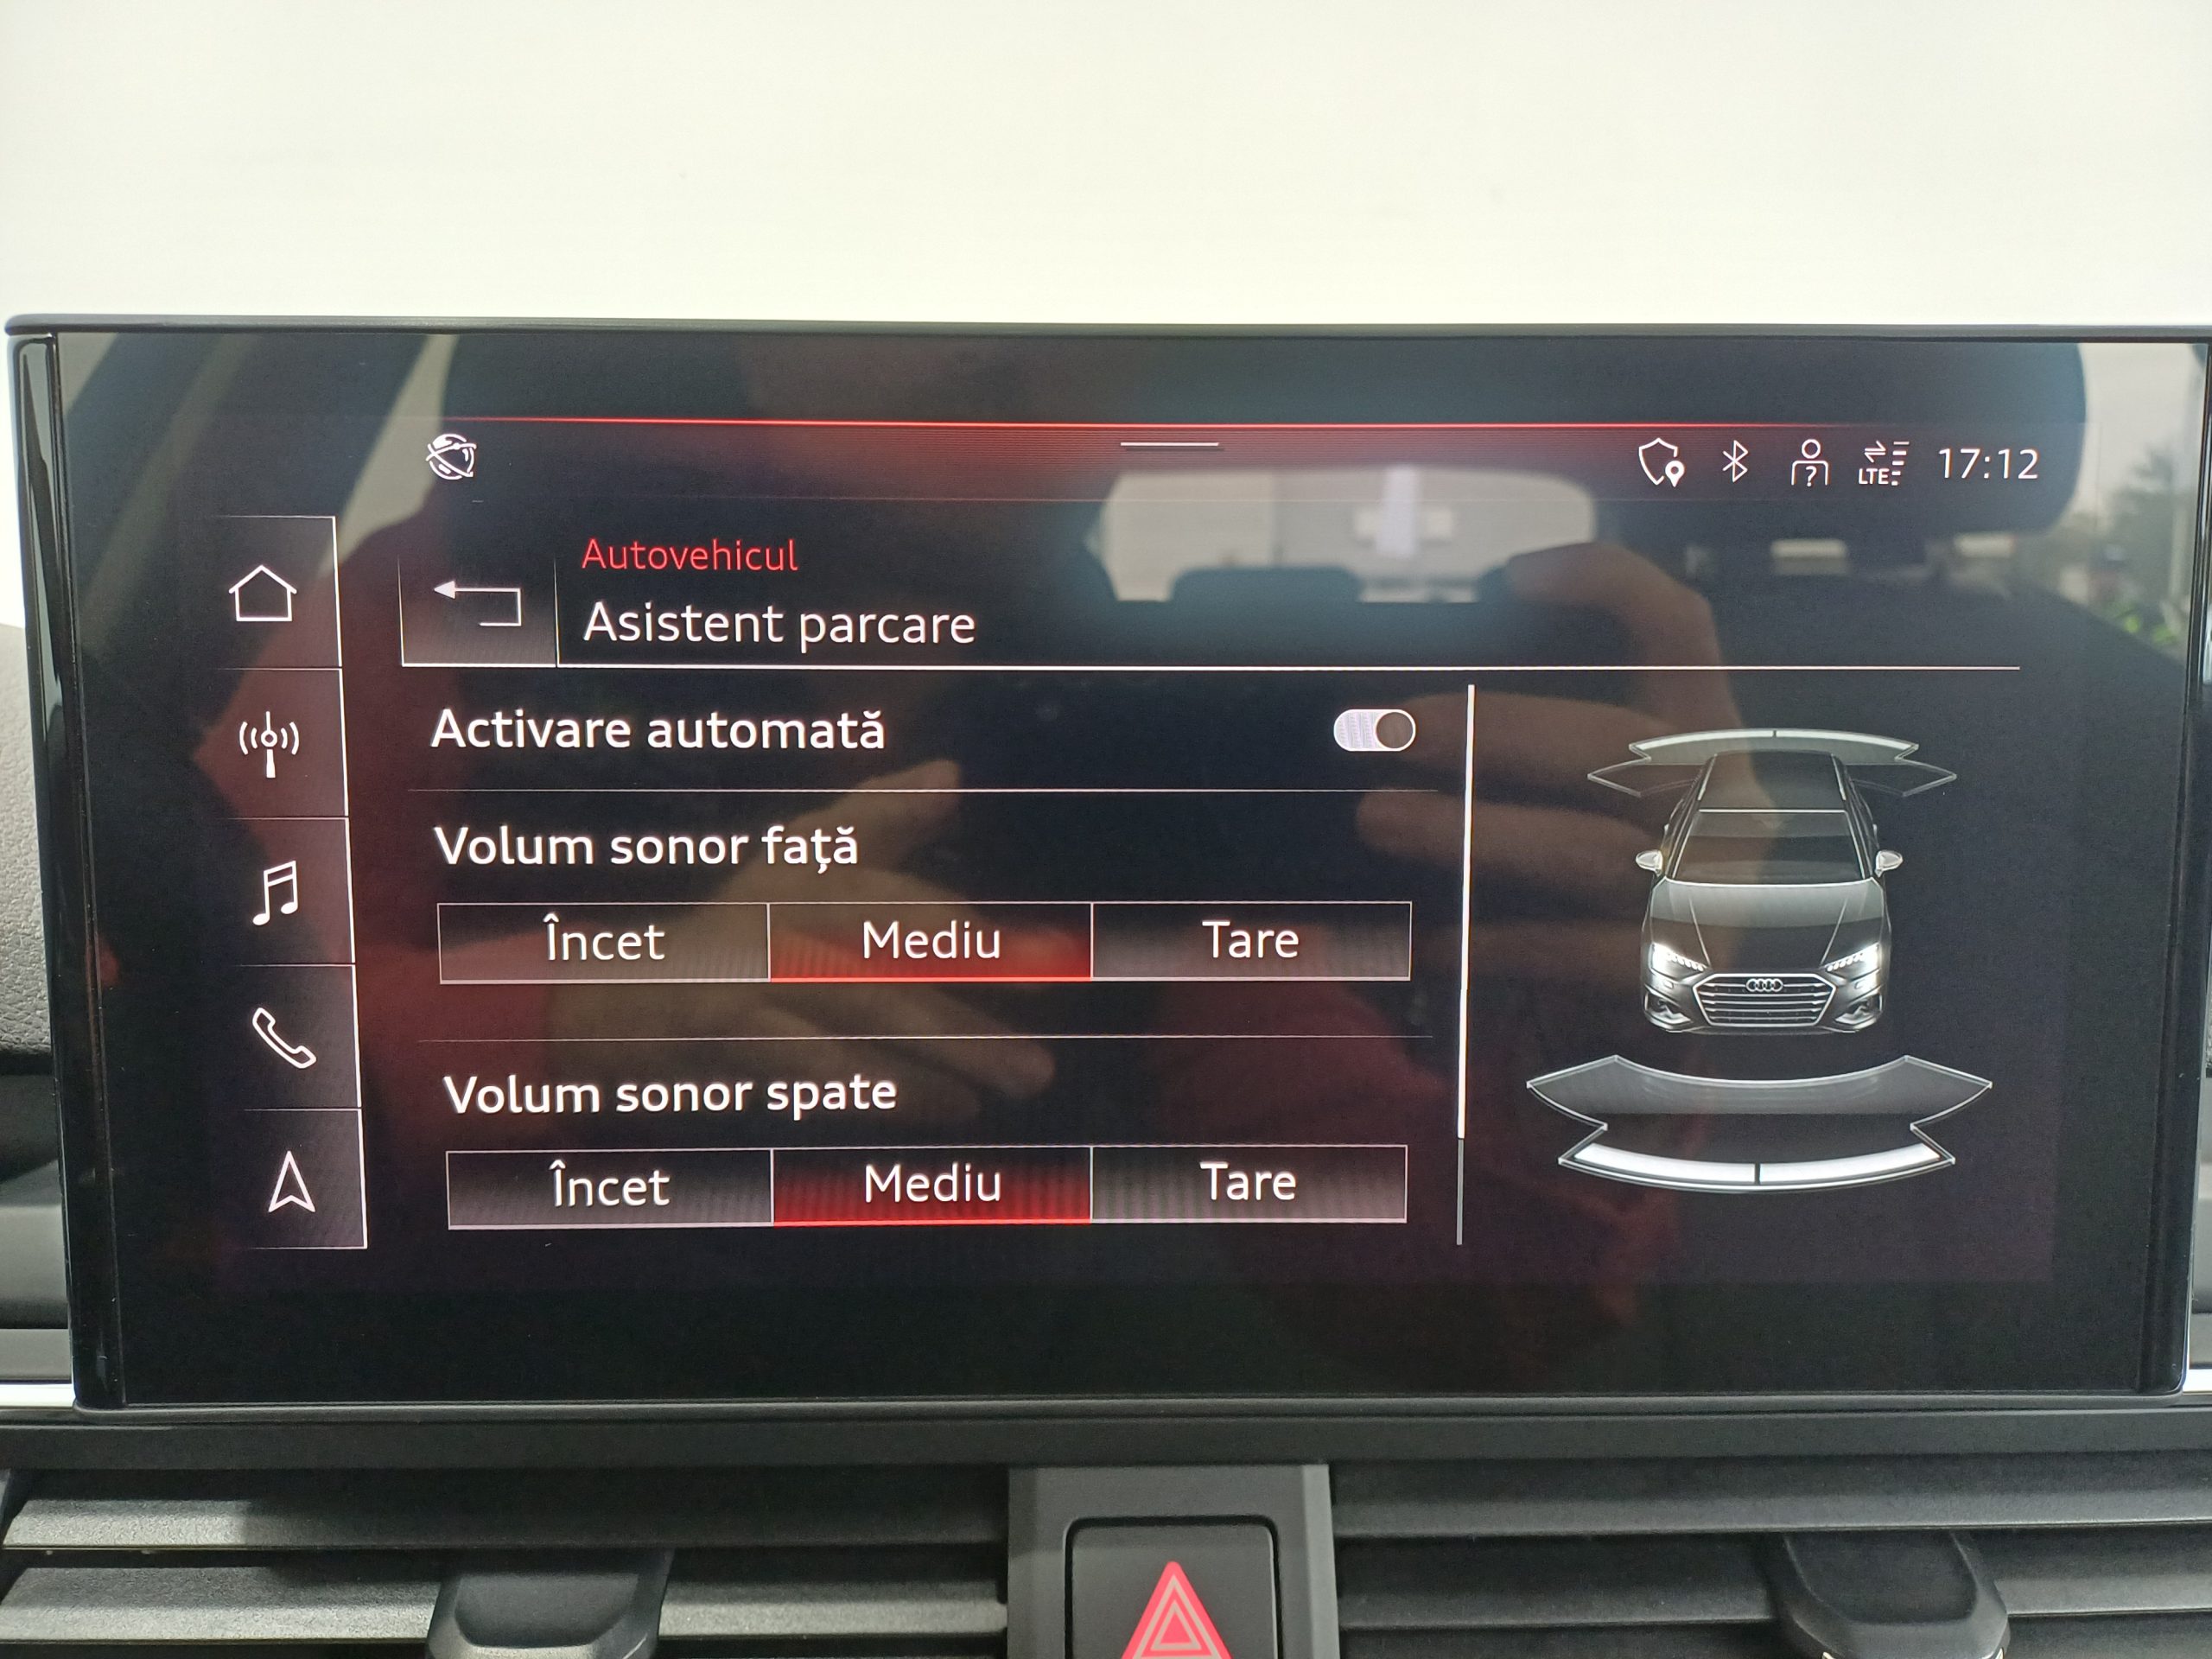 LTE 17:12
Autovehicul
Asistent parcare
Activare automată
Volum sonor față
Încet Mediu Tare
Volum sonor spate
Încet Mediu Tare